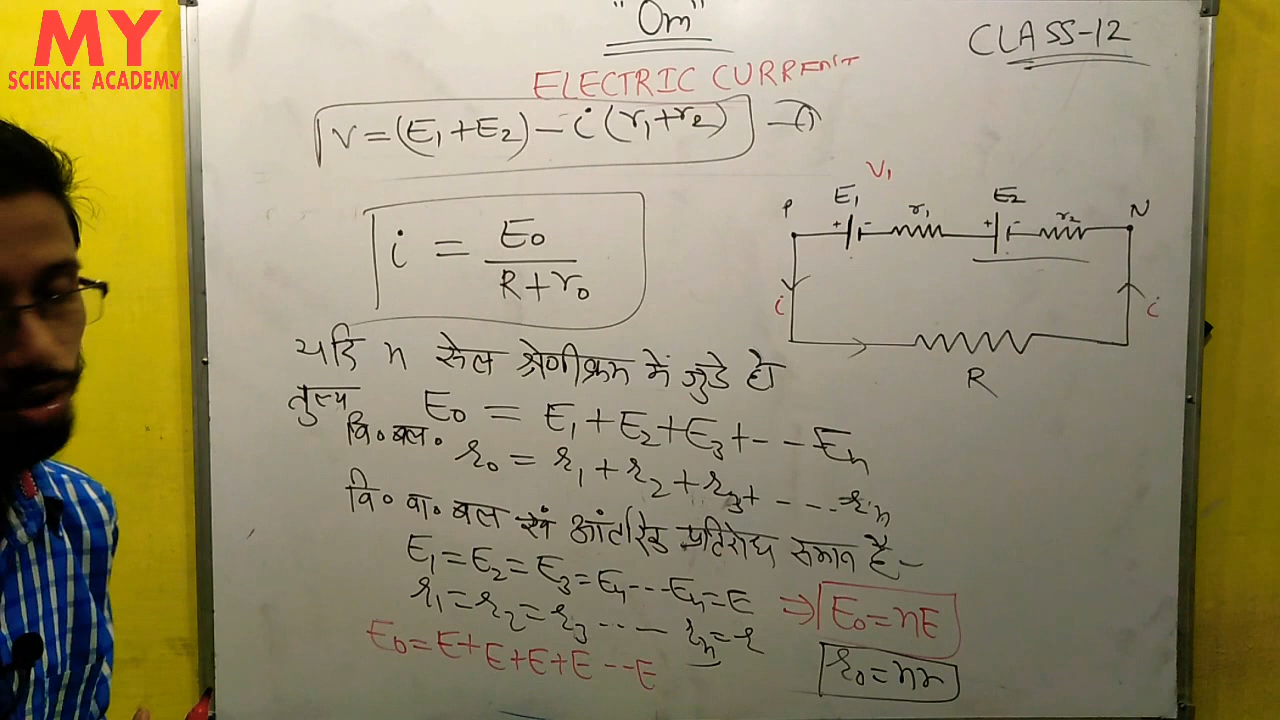 MY
SCIENCE ACADEMY
"Om"
CLASS-12
ELECTRIC CURRENT
V=(E₁+E₂)-i(r₁+r₂)
V₁
P E₁ r₁ E₂ r₂ N
+ - + -
i = E₀/(R+r₀)
i i
R
यदि n सेल श्रेणीक्रम में जुडे हो
तुल्य E₀ = E₁+E₂+E₃+-- Eₙ
वि॰ बल॰ r₀ = r₁+r₂+r₃+ - ....rₙ
वि॰ वा॰ बल एवं आंतरिक प्रतिरोध समान है-
E₁=E₂=E₃=E₄---Eₙ=E ⇒ E₀=nE
r₁=r₂=r₃ ---- rₙ=r
E₀=E+E+E+E---E r₀=nr